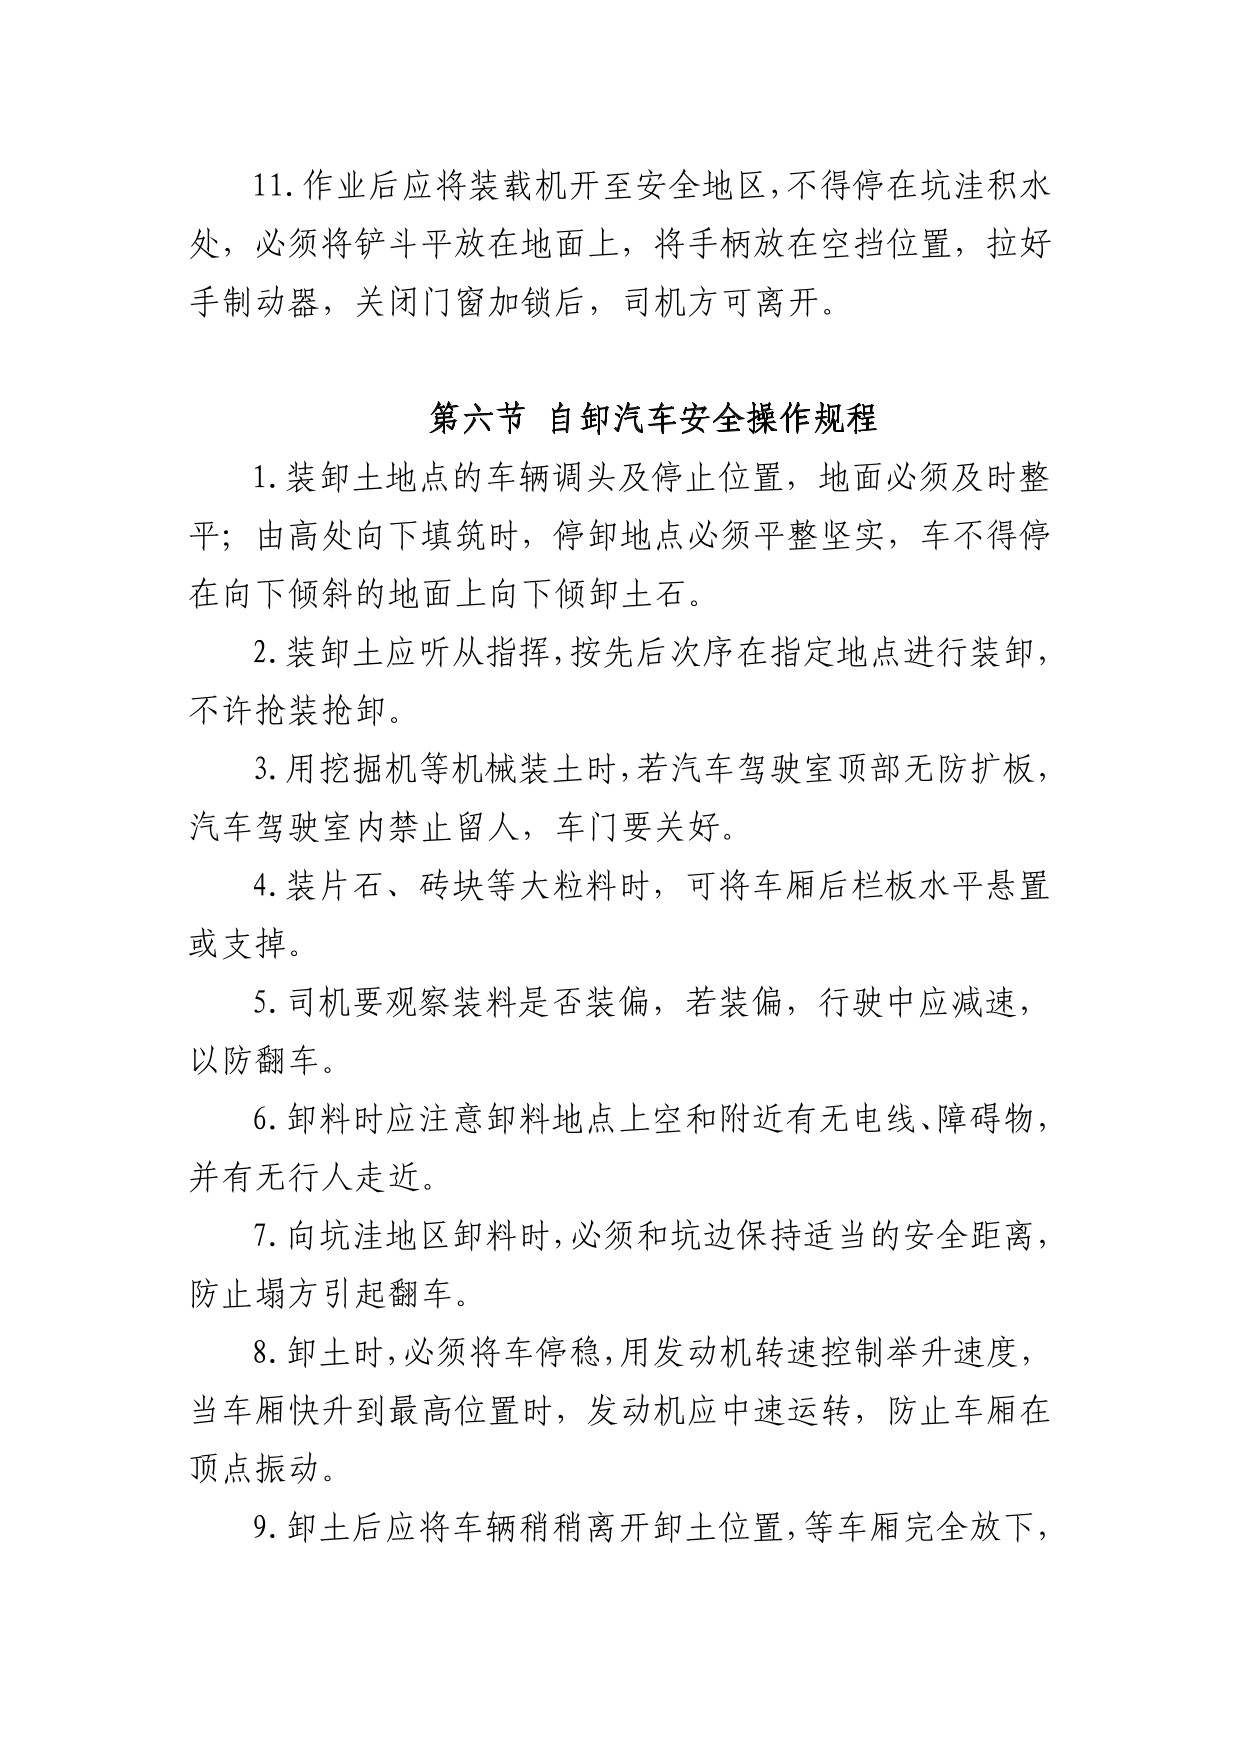 11.作业后应将装载机开至安全地区,不得停在坑洼积水
处，必须将铲斗平放在地面上，将手柄放在空挡位置，拉好
手制动器，关闭门窗加锁后，司机方可离开。
第六节 自卸汽车安全操作规程
1.装卸土地点的车辆调头及停止位置，地面必须及时整
平；由高处向下填筑时，停卸地点必须平整坚实，车不得停
在向下倾斜的地面上向下倾卸土石。
2.装卸土应听从指挥,按先后次序在指定地点进行装卸，
不许抢装抢卸。
3.用挖掘机等机械装土时,若汽车驾驶室顶部无防扩板，
汽车驾驶室内禁止留人，车门要关好。
4.装片石、砖块等大粒料时，可将车厢后栏板水平悬置
或支掉。
5.司机要观察装料是否装偏，若装偏，行驶中应减速，
以防翻车。
6.卸料时应注意卸料地点上空和附近有无电线、障碍物，
并有无行人走近。
7.向坑洼地区卸料时,必须和坑边保持适当的安全距离，
防止塌方引起翻车。
8.卸土时,必须将车停稳,用发动机转速控制举升速度，
当车厢快升到最高位置时，发动机应中速运转，防止车厢在
顶点振动。
9.卸土后应将车辆稍稍离开卸土位置,等车厢完全放下，